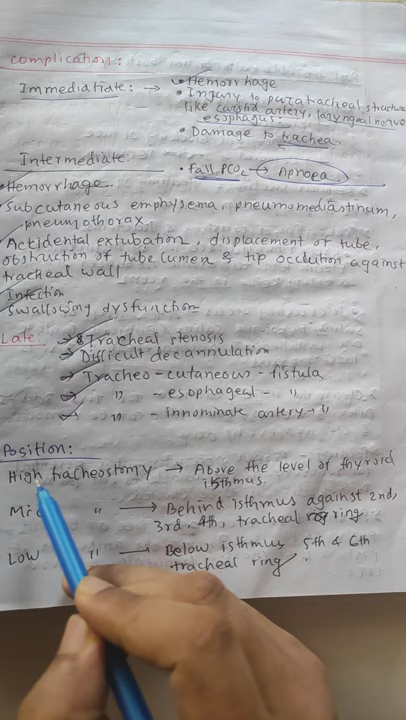 complication:
Immediatiate: → • Hemorrhage
• Injury to paratracheal structure
like carotid artery, laryngeal nerve
esophagus.
• Damage to trachea.
Intermediate: • fall PCO₂ → Apnoea.
• Hemorrhage
Subcutaneous emphysema, pneumomediastinum,
pneumothorax
Accidental extubation, displacement of tube,
obstruction of tube lumen & tip occlution against
tracheal wall
Infection
Swallowing dysfunction
Late → Tracheal stenosis
→ Difficult decannulation
→ Tracheo-cutaneous-fistula
→ " - esophageal - "
→ " - innominate artery - "
Position:
High tracheostomy → Above the level of thyroid
isthmus.
" → Behind isthmus against 2nd,
3rd, 4th, tracheal ring.
Low " → Below isthmus 5th & 6th
tracheal ring.